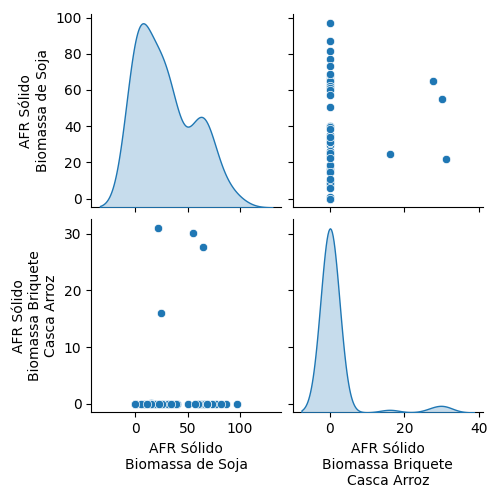 100
80
60
40
20
0
AFR Sólido
Biomassa de Soja
30
20
10
0
AFR Sólido
Biomassa Briquete
Casca Arroz
0
50
100
AFR Sólido
Biomassa de Soja
0
20
40
AFR Sólido
Biomassa Briquete
Casca Arroz